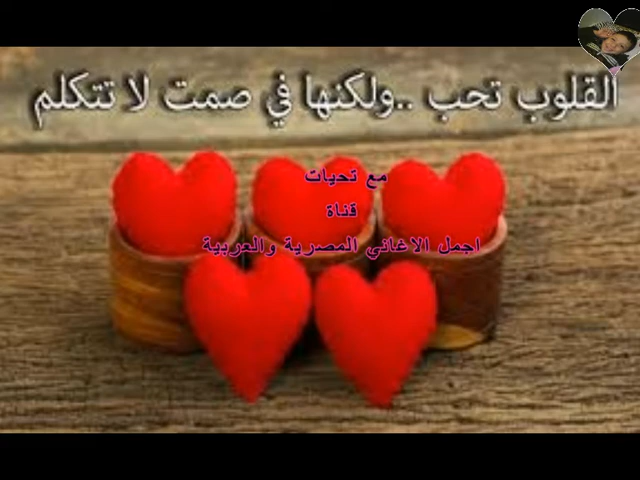 القلوب تحب ..ولكنها في صمت لا تتكلم
مع تحيات
قناة
اجمل الاغاني المصرية والعربية